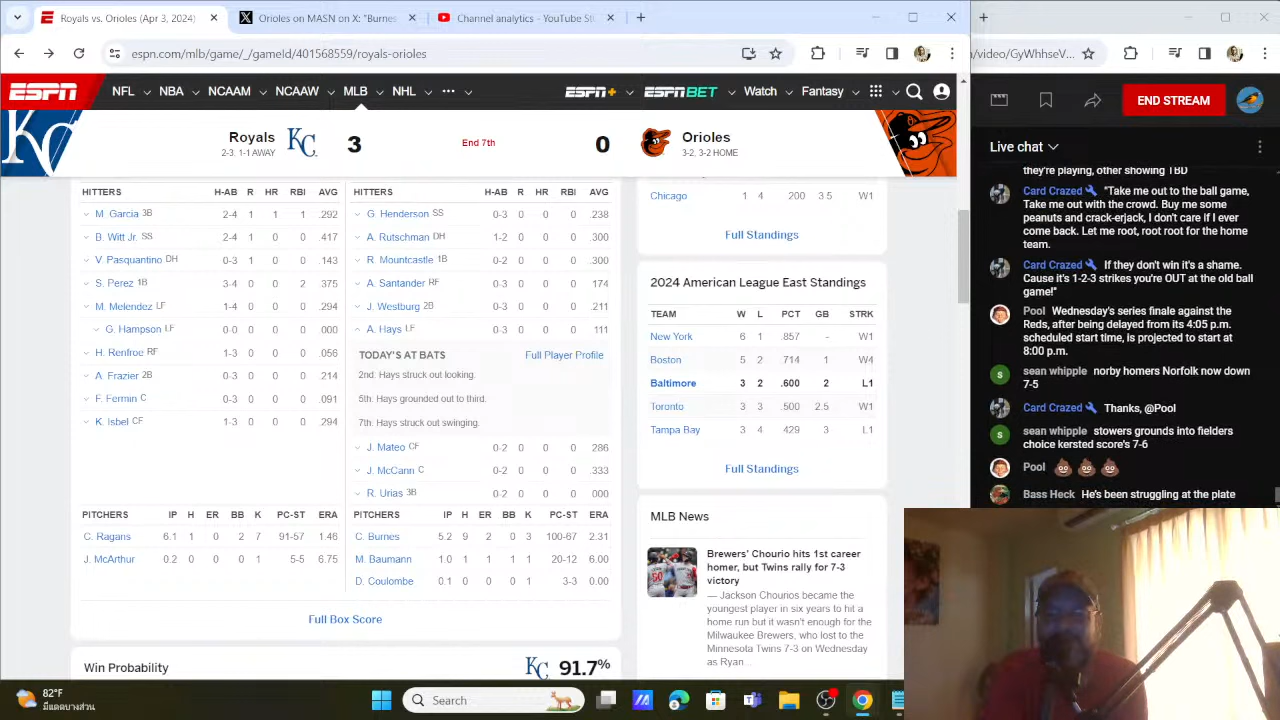 Royals vs. Orioles (Apr 3, 2024)
Orioles on MASN on X: "Burnes
Channel analytics - YouTube St
espn.com/mlb/game/_/gameId/401568559/royals-orioles
/video/GyWhhseV...
ESPN NFL NBA NCAAM NCAAW MLB NHL ESPN+ ESPN BET Watch Fantasy
END STREAM
Royals
2-3, 1-1 AWAY
KC
3
End 7th
0
Orioles
3-2, 3-2 HOME
HITTERS H-AB R HR RBI AVG
M. Garcia 3B 2-4 1 1 1 .292
B. Witt Jr. SS 2-4 1 0 0 .417
V. Pasquantino DH 0-3 1 0 0 .143
S. Perez 1B 3-4 0 0 2 .375
M. Melendez LF 1-4 0 0 0 .294
G. Hampson LF 0-0 0 0 0 .000
H. Renfroe RF 1-3 0 0 0 .056
A. Frazier 2B 0-3 0 0 0 .214
F. Fermin C 0-3 0 0 0 .091
K. Isbel CF 1-3 0 0 0 .294
PITCHERS IP H ER BB K PC-ST ERA
C. Ragans 6.1 1 0 2 7 91-57 1.46
J. McArthur 0.2 0 0 0 1 5-5 6.75
HITTERS H-AB R HR RBI AVG
G. Henderson SS 0-3 0 0 0 .238
A. Rutschman DH 1-2 0 0 0 .300
R. Mountcastle 1B 0-2 0 0 0 .300
A. Santander RF 0-3 0 0 0 .174
J. Westburg 2B 0-3 0 0 0 .211
A. Hays LF 0-3 0 0 0 .111
TODAY'S AT BATS Full Player Profile
2nd: Hays struck out looking.
5th: Hays grounded out to third.
7th: Hays struck out swinging.
J. Mateo CF 0-2 0 0 0 .286
J. McCann C 0-2 0 0 0 .333
R. Urias 3B 0-2 0 0 0 .000
PITCHERS IP H ER BB K PC-ST ERA
C. Burnes 5.2 9 2 0 3 100-67 2.31
M. Baumann 1.0 1 1 1 1 20-12 6.00
D. Coulombe 0.1 0 0 0 1 3-3 0.00
Full Box Score
Win Probability KC 91.7%
Chicago 1 4 .200 3.5 W1
Full Standings
2024 American League East Standings
TEAM W L PCT GB STRK
New York 6 1 .857 - W1
Boston 5 2 .714 1 W4
Baltimore 3 2 .600 2 L1
Toronto 3 3 .500 2.5 W1
Tampa Bay 3 4 .429 3 L1
Full Standings
MLB News
Brewers' Chourio hits 1st career
homer, but Twins rally for 7-3
victory
— Jackson Chourios became the
youngest player in six years to hit a
home run but it wasn't enough for the
Milwaukee Brewers, who lost to the
Minnesota Twins 7-3 on Wednesday
as Ryan...
Live chat
they're playing, other showing TBD
Card Crazed "Take me out to the ball game,
Take me out with the crowd. Buy me some
peanuts and crack-erjack, I don't care if I ever
come back. Let me root, root root for the home
team.
Card Crazed If they don't win it's a shame.
Cause it's 1-2-3 strikes you're OUT at the old ball
game!"
Pool Wednesday's series finale against the
Reds, after being delayed from its 4:05 p.m.
scheduled start time, is projected to start at
8:00 p.m.
sean whipple norby homers Norfolk now down
7-5
Card Crazed Thanks, @Pool
sean whipple stowers grounds into fielders
choice kersted score's 7-6
Pool 💩💩💩
Bass Heck He's been struggling at the plate
82°F
มีแดดบางส่วน
Search